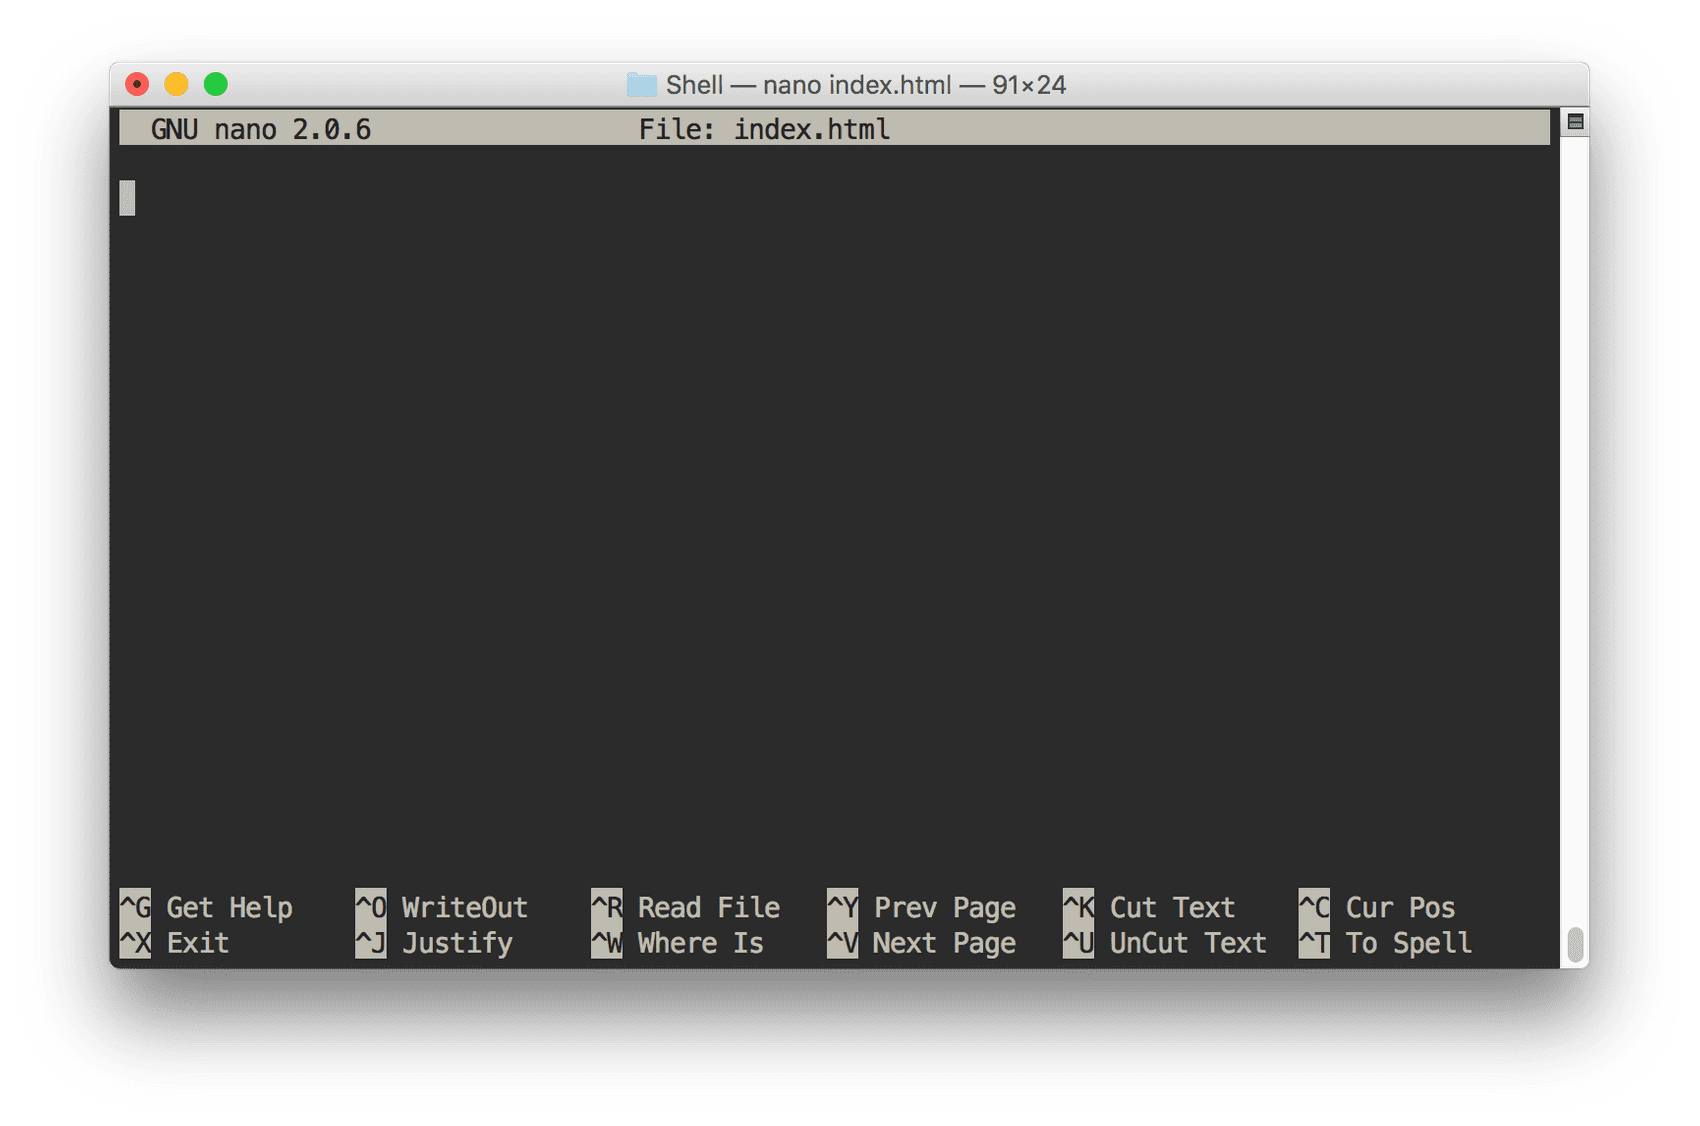 Shell — nano index.html — 91×24
GNU nano 2.0.6 File: index.html
^G Get Help ^O WriteOut ^R Read File ^Y Prev Page ^K Cut Text ^C Cur Pos
^X Exit ^J Justify ^W Where Is ^V Next Page ^U UnCut Text ^T To Spell